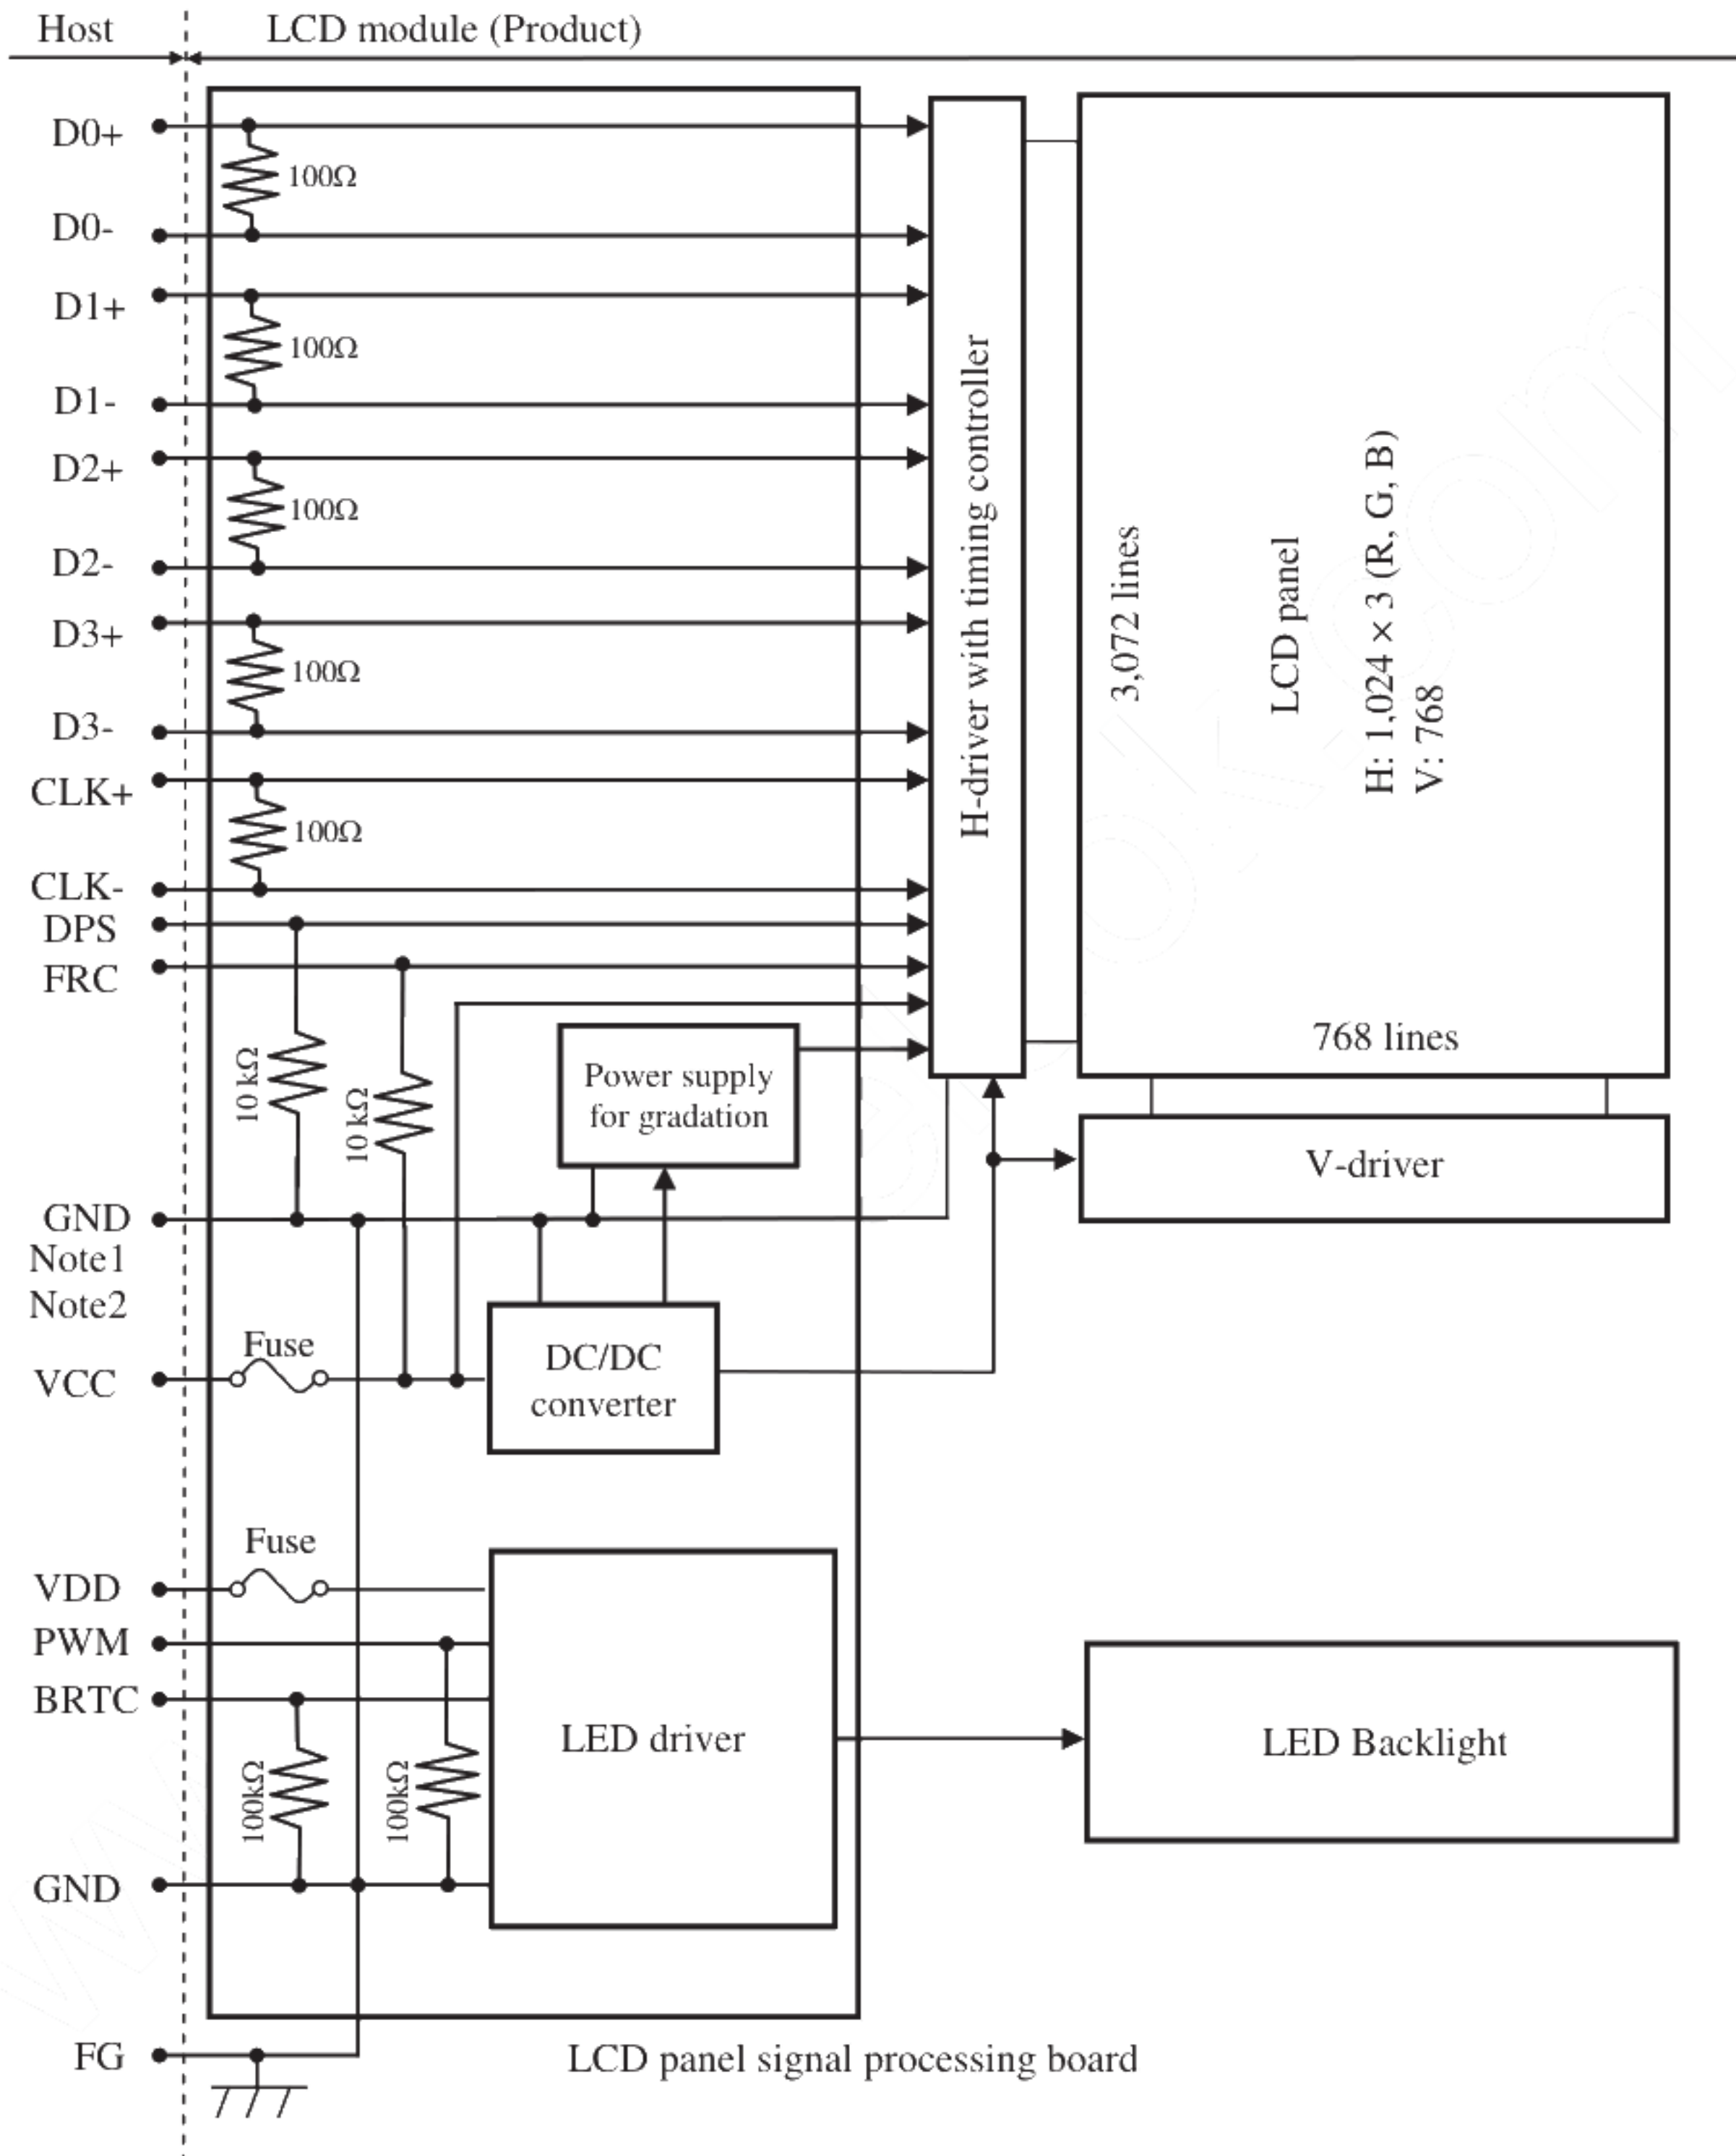 Host
LCD module (Product)
D0+
100Ω
D0-
D1+
100Ω
D1-
D2+
100Ω
D2-
D3+
100Ω
D3-
CLK+
100Ω
CLK-
DPS
FRC
H-driver with timing controller
3,072 lines
LCD panel
H: 1,024 × 3 (R, G, B)
V: 768
768 lines
10 kΩ
10 kΩ
Power supply
for gradation
V-driver
GND
Note1
Note2
Fuse
VCC
DC/DC
converter
Fuse
VDD
PWM
BRTC
100kΩ
100kΩ
LED driver
LED Backlight
GND
FG
LCD panel signal processing board